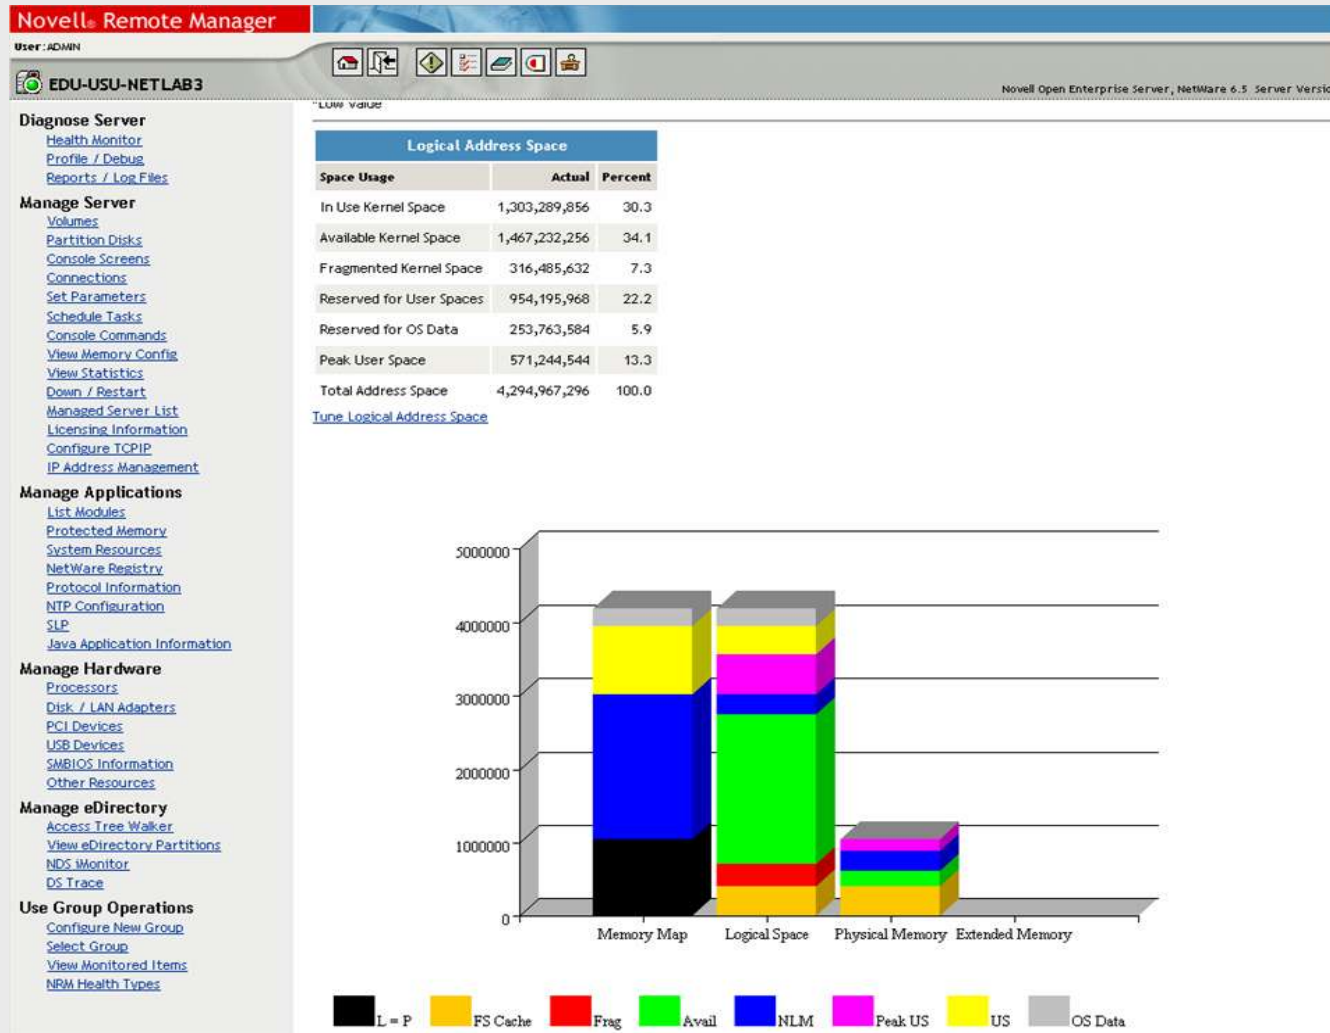 Novell® Remote Manager
User:ADMIN
EDU-USU-NETLAB3
Novell Open Enterprise Server, NetWare 6.5 Server Versio
Diagnose Server
Health Monitor
Profile / Debug
Reports / Log Files
Manage Server
Volumes
Partition Disks
Console Screens
Connections
Set Parameters
Schedule Tasks
Console Commands
View Memory Config
View Statistics
Down / Restart
Managed Server List
Licensing Information
Configure TCPIP
IP Address Management
Manage Applications
List Modules
Protected Memory
System Resources
NetWare Registry
Protocol Information
NTP Configuration
SLP
Java Application Information
Manage Hardware
Processors
Disk / LAN Adapters
PCI Devices
USB Devices
SMBIOS Information
Other Resources
Manage eDirectory
Access Tree Walker
View eDirectory Partitions
NDS iMonitor
DS Trace
Use Group Operations
Configure New Group
Select Group
View Monitored Items
NRM Health Types
*Low Value
Logical Address Space
Space Usage Actual Percent
In Use Kernel Space 1,303,289,856 30.3
Available Kernel Space 1,467,232,256 34.1
Fragmented Kernel Space 316,485,632 7.3
Reserved for User Spaces 954,195,968 22.2
Reserved for OS Data 253,763,584 5.9
Peak User Space 571,244,544 13.3
Total Address Space 4,294,967,296 100.0
Tune Logical Address Space
5000000
4000000
3000000
2000000
1000000
0
Memory Map Logical Space Physical Memory Extended Memory
L = P FS Cache Frag Avail NLM Peak US US OS Data